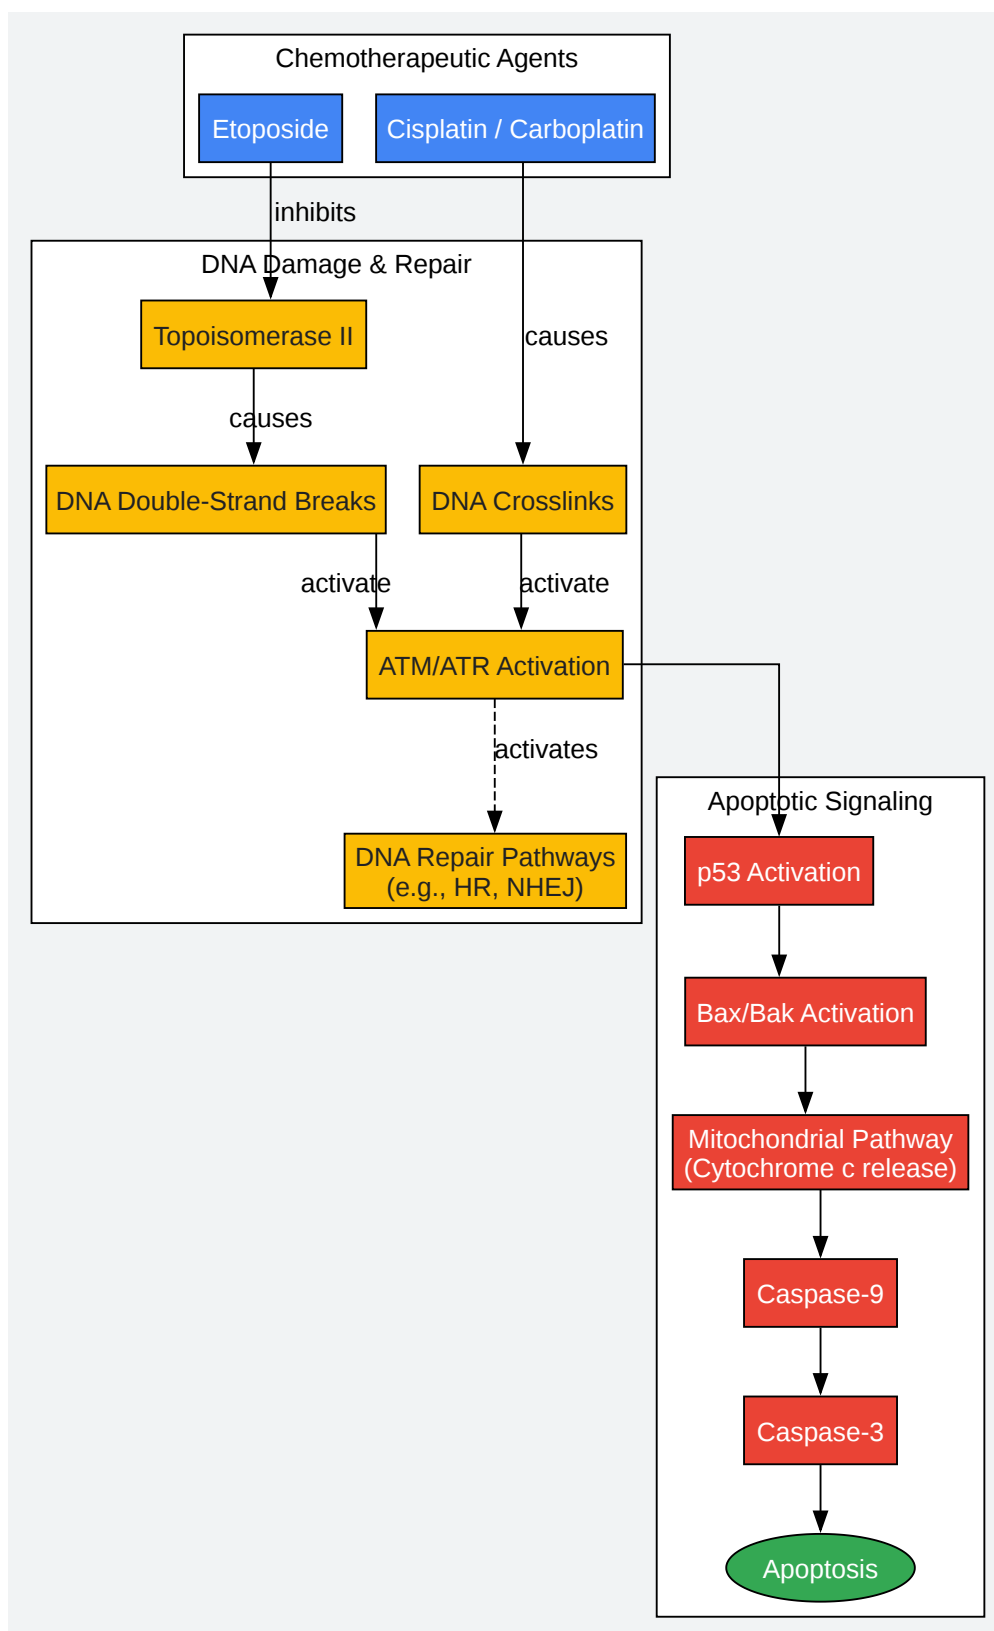 Chemotherapeutic Agents
Etoposide
Cisplatin / Carboplatin
inhibits
DNA Damage & Repair
Topoisomerase II
causes
causes
DNA Double-Strand Breaks
DNA Crosslinks
activate
activate
ATM/ATR Activation
activates
DNA Repair Pathways
(e.g., HR, NHEJ)
Apoptotic Signaling
p53 Activation
Bax/Bak Activation
Mitochondrial Pathway
(Cytochrome c release)
Caspase-9
Caspase-3
Apoptosis